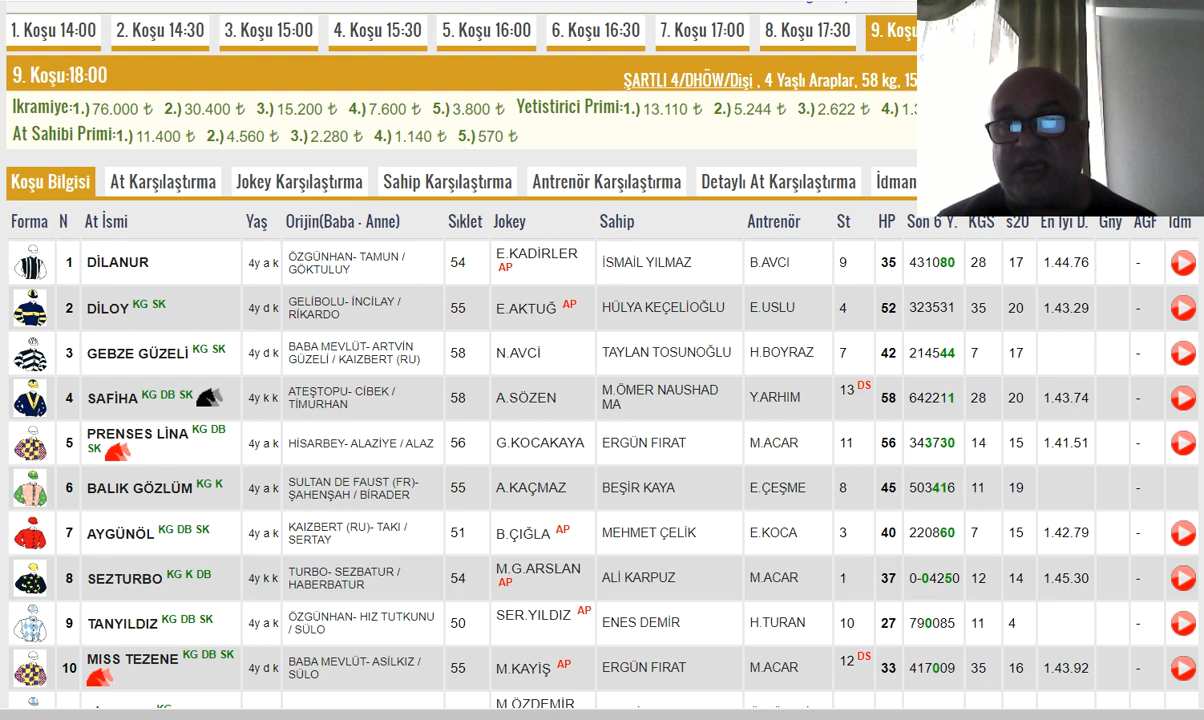 1. Koşu 14:00 2. Koşu 14:30 3. Koşu 15:00 4. Koşu 15:30 5. Koşu 16:00 6. Koşu 16:30 7. Koşu 17:00 8. Koşu 17:30 9. Koşu
9. Koşu:18:00 ŞARTLI 4/DHÖW/Dişi , 4 Yaşlı Araplar, 58 kg, 15
Ikramiye:1.) 76.000 ₺ 2.) 30.400 ₺ 3.) 15.200 ₺ 4.) 7.600 ₺ 5.) 3.800 ₺ Yetistirici Primi:1.) 13.110 ₺ 2.) 5.244 ₺ 3.) 2.622 ₺ 4.)
At Sahibi Primi:1.) 11.400 ₺ 2.) 4.560 ₺ 3.) 2.280 ₺ 4.) 1.140 ₺ 5.) 570 ₺
Koşu Bilgisi At Karşılaştırma Jokey Karşılaştırma Sahip Karşılaştırma Antrenör Karşılaştırma Detaylı At Karşılaştırma İdman
Forma N At İsmi Yaş Orijin(Baba - Anne) Sıklet Jokey Sahip Antrenör St HP Son 6 Y. KGS s20 En İyi D. Gny AGF Idm
1 DİLANUR 4y a k ÖZGÜNHAN- TAMUN / GÖKTULUY 54 E.KADİRLER AP İSMAİL YILMAZ B.AVCI 9 35 431080 28 17 1.44.76 -
2 DİLOY KG SK 4y d k GELİBOLU- İNCİLAY / RİKARDO 55 E.AKTUĞ AP HÜLYA KEÇELİOĞLU E.USLU 4 52 323531 35 20 1.43.29 -
3 GEBZE GÜZELİ KG SK 4y d k BABA MEVLÜT- ARTVİN GÜZELİ / KAIZBERT (RU) 58 N.AVCİ TAYLAN TOSUNOĞLU H.BOYRAZ 7 42 214544 7 17 -
4 SAFİHA KG DB SK 4y k k ATEŞTOPU- CİBEK / TİMURHAN 58 A.SÖZEN M.ÖMER NAUSHAD MA Y.ARHIM 13 DS 58 642211 28 20 1.43.74 -
5 PRENSES LİNA KG DB SK 4y a k HİSARBEY- ALAZİYE / ALAZ 56 G.KOCAKAYA ERGÜN FIRAT M.ACAR 11 56 343730 14 15 1.41.51 -
6 BALIK GÖZLÜM KG K 4y a k SULTAN DE FAUST (FR)- ŞAHENŞAH / BİRADER 55 A.KAÇMAZ BEŞİR KAYA E.ÇEŞME 8 45 503416 11 19 -
7 AYGÜNÖL KG DB SK 4y a k KAIZBERT (RU)- TAKI / SERTAY 51 B.ÇIĞLA AP MEHMET ÇELİK E.KOCA 3 40 220860 7 15 1.42.79 -
8 SEZTURBO KG K DB 4y k k TURBO- SEZBATUR / HABERBATUR 54 M.G.ARSLAN AP ALİ KARPUZ M.ACAR 1 37 0-04250 12 14 1.45.30 -
9 TANYILDIZ KG DB SK 4y a k ÖZGÜNHAN- HIZ TUTKUNU / SÜLO 50 SER.YILDIZ AP ENES DEMİR H.TURAN 10 27 790085 11 4 -
10 MISS TEZENE KG DB SK 4y d k BABA MEVLÜT- ASİLKIZ / SÜLO 55 M.KAYİŞ AP ERGÜN FIRAT M.ACAR 12 DS 33 417009 35 16 1.43.92 -
KG M.ÖZDEMİR